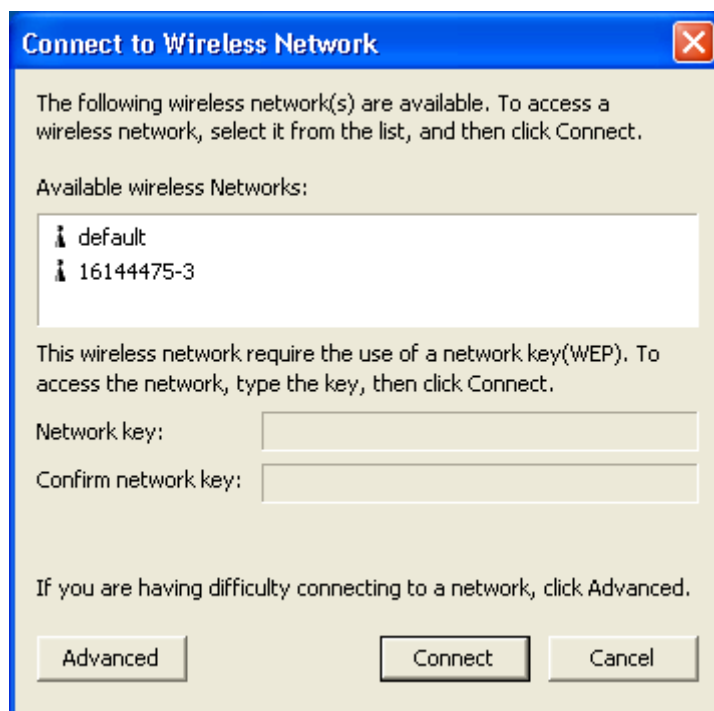 Connect to Wireless Network
The following wireless network(s) are available. To access a
wireless network, select it from the list, and then click Connect.
Available wireless Networks:
default
16144475-3
This wireless network require the use of a network key(WEP). To
access the network, type the key, then click Connect.
Network key:
Confirm network key:
If you are having difficulty connecting to a network, click Advanced.
Advanced Connect Cancel